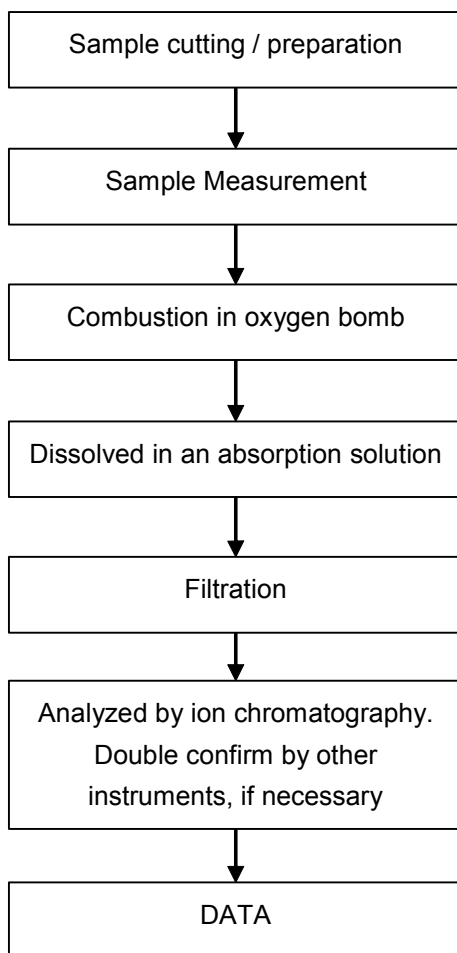 Sample cutting / preparation
Sample Measurement
Combustion in oxygen bomb
Dissolved in an absorption solution
Filtration
Analyzed by ion chromatography.
Double confirm by other
instruments, if necessary
DATA